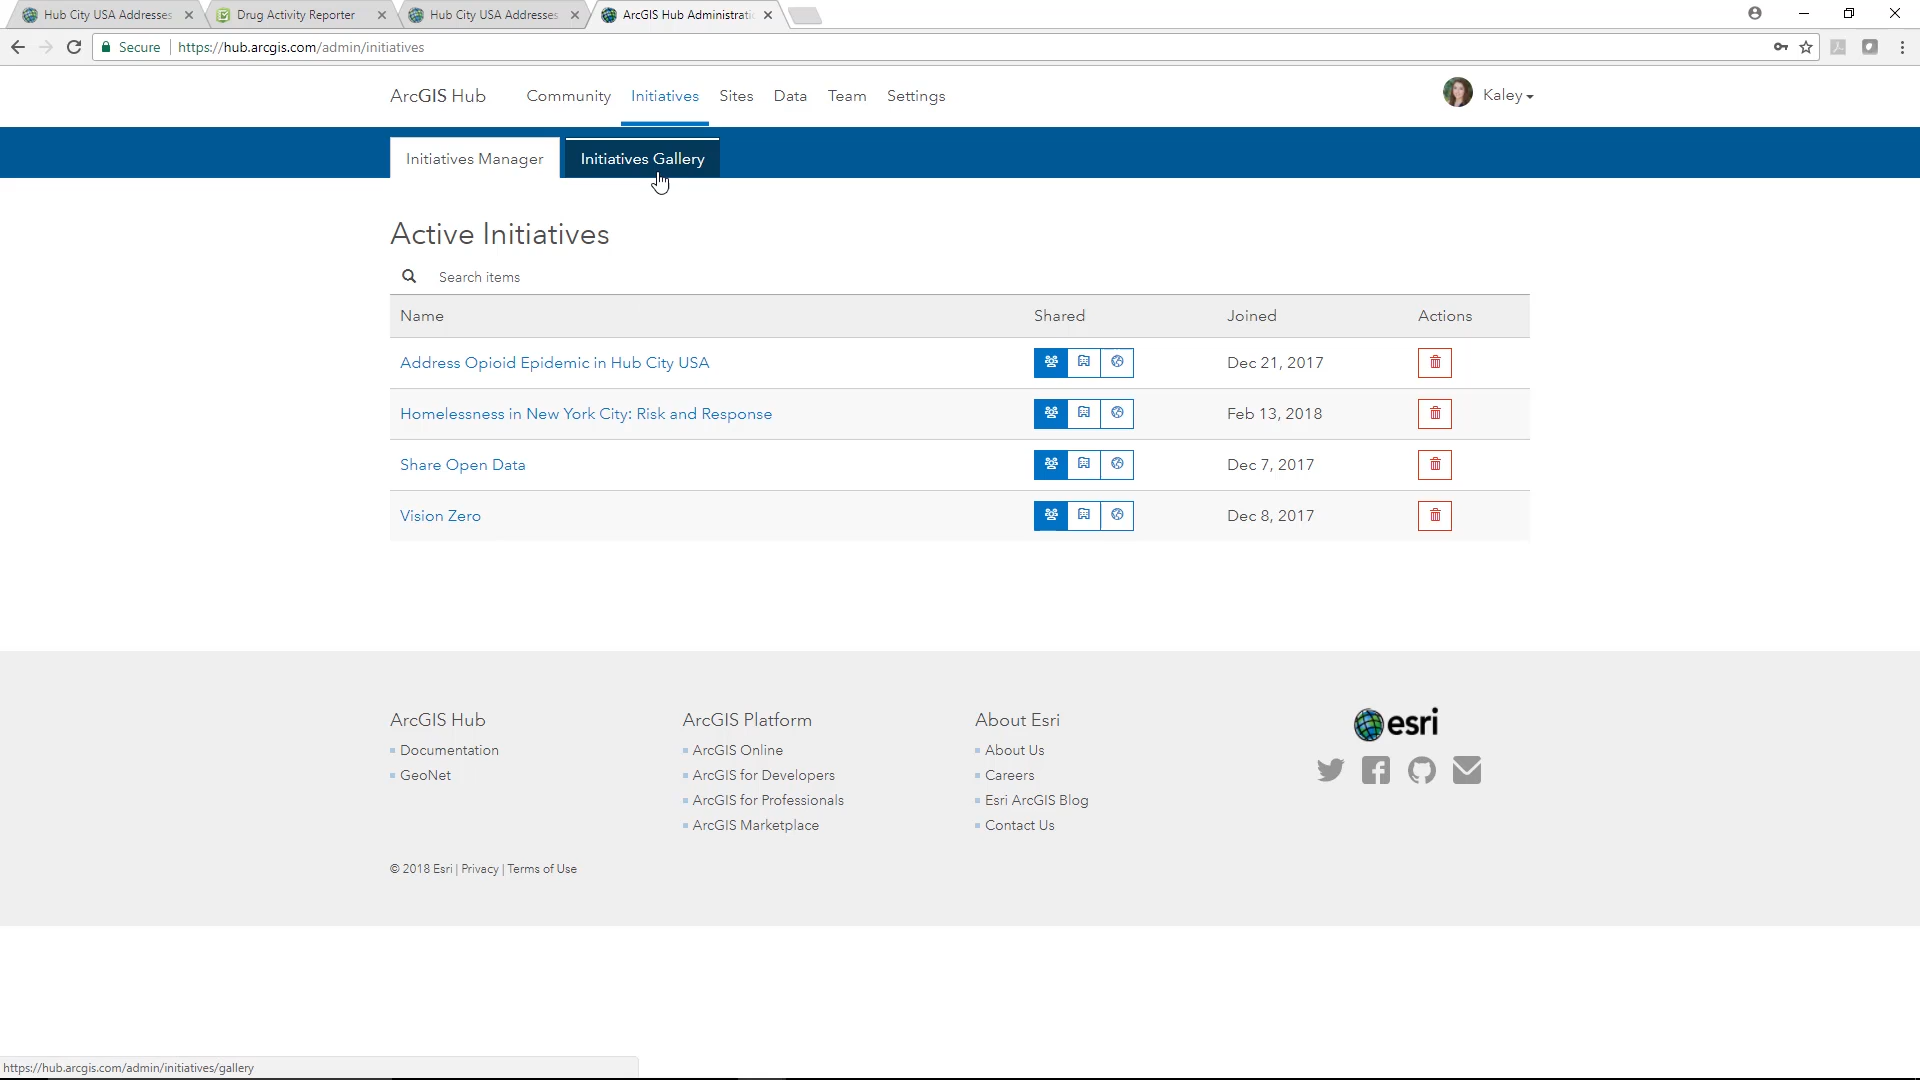 Hub City USA Addresses
Drug Activity Reporter
Hub City USA Addresses
ArcGIS Hub Administratio
Secure | https://hub.arcgis.com/admin/initiatives
ArcGIS Hub Community Initiatives Sites Data Team Settings Kaley
Initiatives Manager Initiatives Gallery
Active Initiatives
Search items
Name Shared Joined Actions
Address Opioid Epidemic in Hub City USA Dec 21, 2017
Homelessness in New York City: Risk and Response Feb 13, 2018
Share Open Data Dec 7, 2017
Vision Zero Dec 8, 2017
ArcGIS Hub
Documentation
GeoNet
ArcGIS Platform
ArcGIS Online
ArcGIS for Developers
ArcGIS for Professionals
ArcGIS Marketplace
About Esri
About Us
Careers
Esri ArcGIS Blog
Contact Us
esri
© 2018 Esri | Privacy | Terms of Use
https://hub.arcgis.com/admin/initiatives/gallery